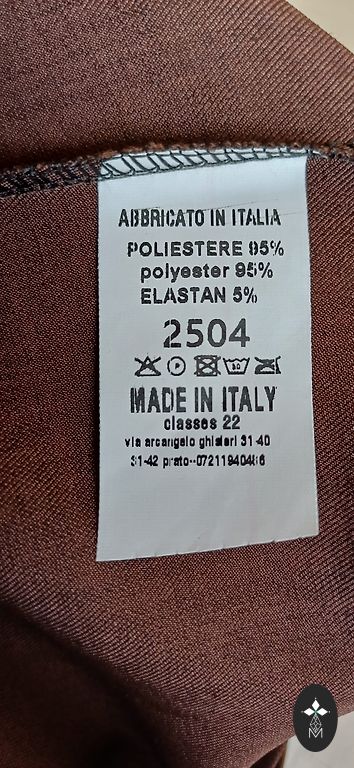 ABBRICATO IN ITALIA
POLIESTERE 95%
polyester 95%
ELASTAN 5%
2504
MADE IN ITALY
classes 22
via arcangelo ghisleri 31-40
31-42 prato--07211940486
M